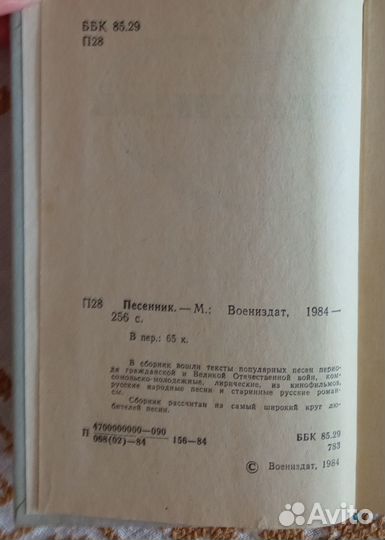 ББК 85.29
П28
П28 Песенник. — М.: Воениздат, 1984 —
256 с.
В пер.: 65 к.
В сборник вошли тексты популярных песен перио-
да гражданской и Великой Отечественной войн, ком-
сомольско-молодежные, лирические, из кинофильмов,
русские народные песни и старинные русские роман-
сы.
Сборник рассчитан на самый широкий круг лю-
бителей песни.
П 4700000000—090
068(02)—84 156—84
ББК 85.29
783
© Воениздат, 1984
Avito